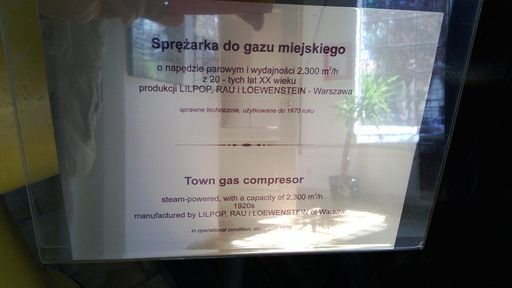 Sprężarka do gazu miejskiego
o napędzie parowym i wydajności 2,300 m³/h
z 20 - tych lat XX wieku
produkcji LILPOP, RAU i LOEWENSTEIN - Warszawa
sprawne technicznie, użytkowane do 1970 roku
Town gas compresor
steam-powered, with a capacity of 2,300 m³/h
1920s
manufactured by LILPOP, RAU i LOEWENSTEIN of Warsaw
in operational condition,